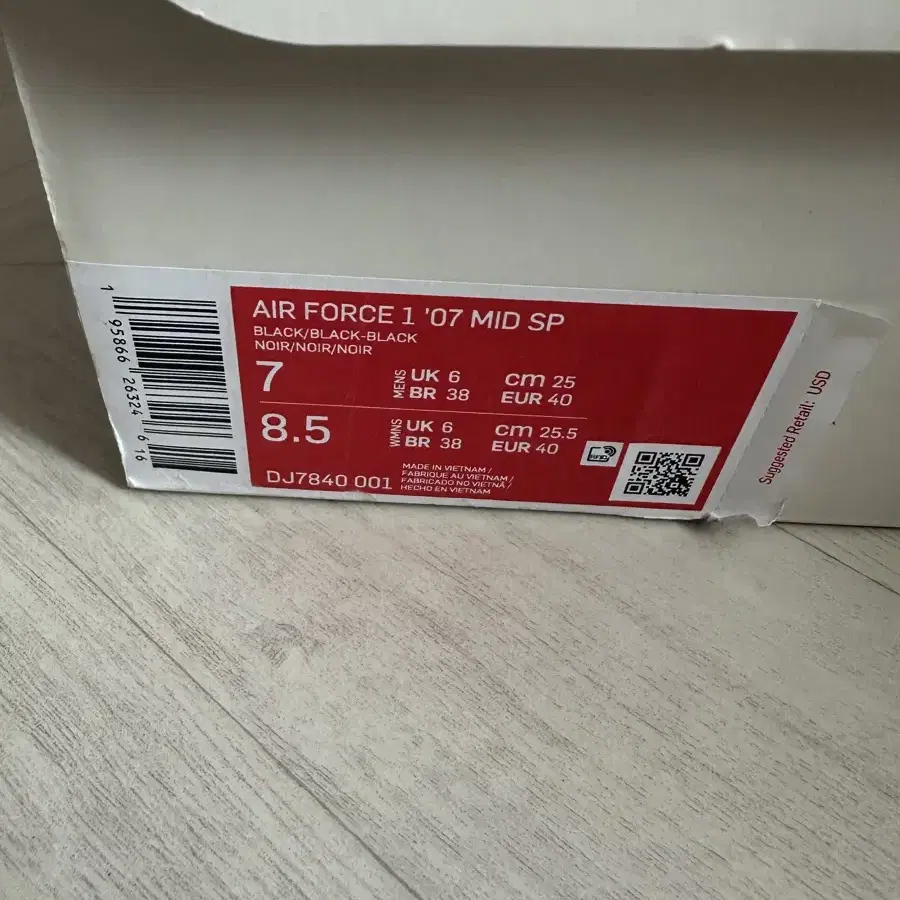 AIR FORCE 1 '07 MID SP
BLACK/BLACK-BLACK
NOIR/NOIR/NOIR
7 MENS UK 6 cm 25
BR 38 EUR 40
8.5 WMNS UK 6 cm 25.5
BR 38 EUR 40
DJ7840 001
MADE IN VIETNAM /
FABRIQUE AU VIETNAM /
FABRICADO NO VIETNÃ /
HECHO EN VIETNAM
1 95866 26324 6 16
Suggested Retail: USD